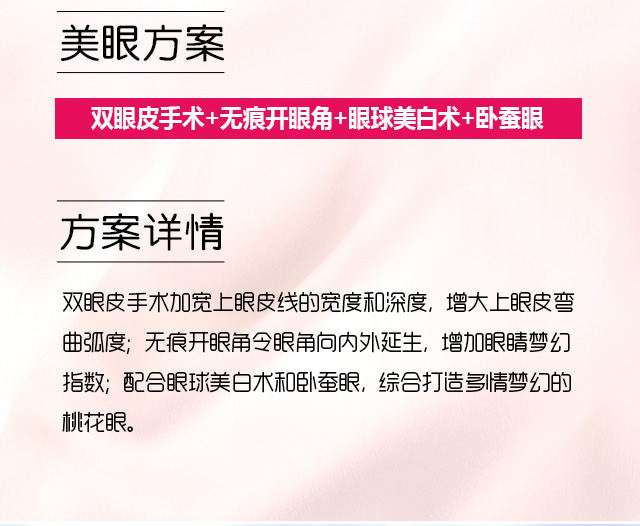 美眼方案
双眼皮手术+无痕开眼角+眼球美白术+卧蚕眼
方案详情
双眼皮手术加宽上眼皮线的宽度和深度，增大上眼皮弯
曲弧度；无痕开眼角令眼角向内外延生，增加眼睛梦幻
指数；配合眼球美白术和卧蚕眼，综合打造多情梦幻的
桃花眼。